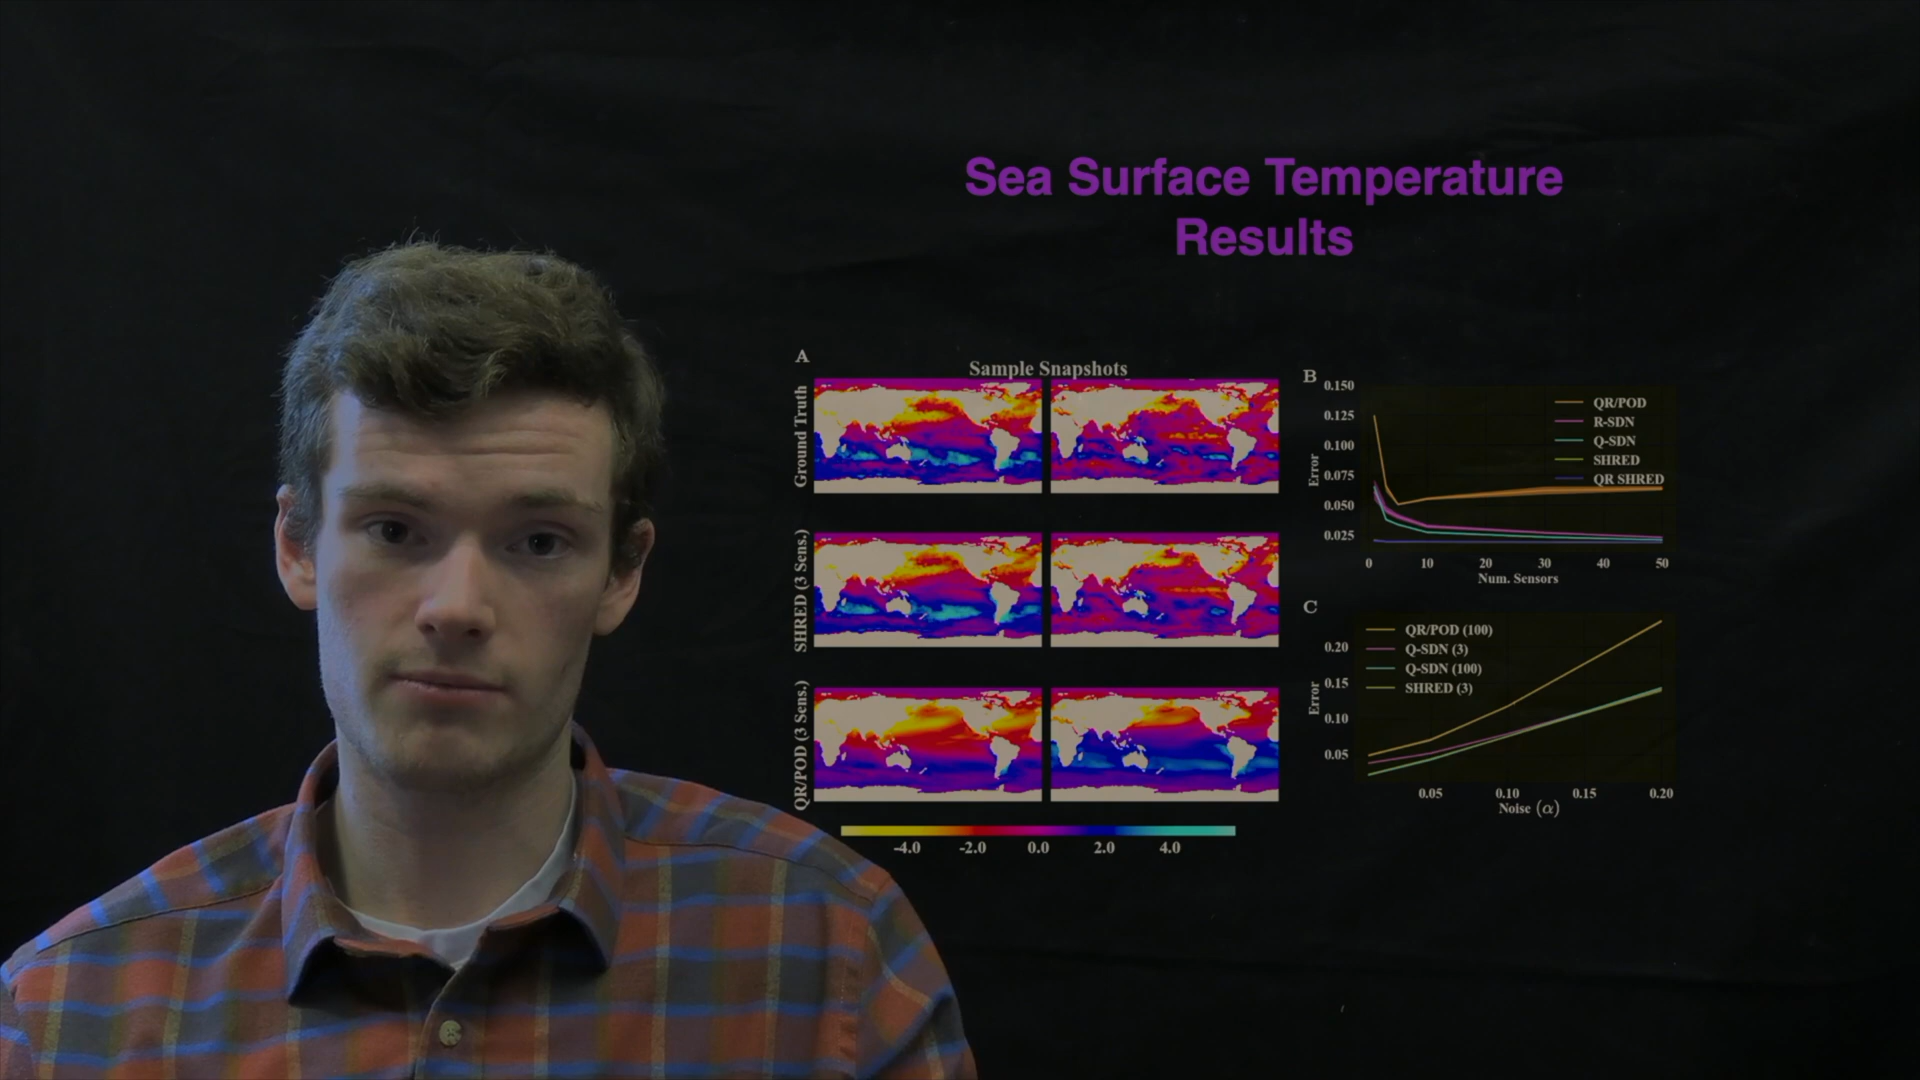 Sea Surface Temperature
Results
A
Sample Snapshots
Ground Truth
SHRED (3 Sens.)
QR/POD (3 Sens.)
-4.0 -2.0 0.0 2.0 4.0
B
0.150
0.125
0.100
0.075
0.050
0.025
Error
QR/POD
R-SDN
Q-SDN
SHRED
QR SHRED
0 10 20 30 40 50
Num. Sensors
C
QR/POD (100)
Q-SDN (3)
Q-SDN (100)
SHRED (3)
0.20
0.15
0.10
0.05
Error
0.05 0.10 0.15 0.20
Noise (α)